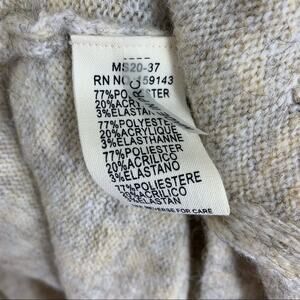 MS20-37
RN NO 159143
77%POLYESTER
20%ACRYLIC
3%ELASTAN
77%POLYESTER
20%ACRYLIQUE
3%ELASTHANNE
77%POLIESTER
20%ACRILICO
3%ELASTANO
77%POLIESTERE
20%ACRILICO
3%ELASTAN
REVERSE FOR CARE